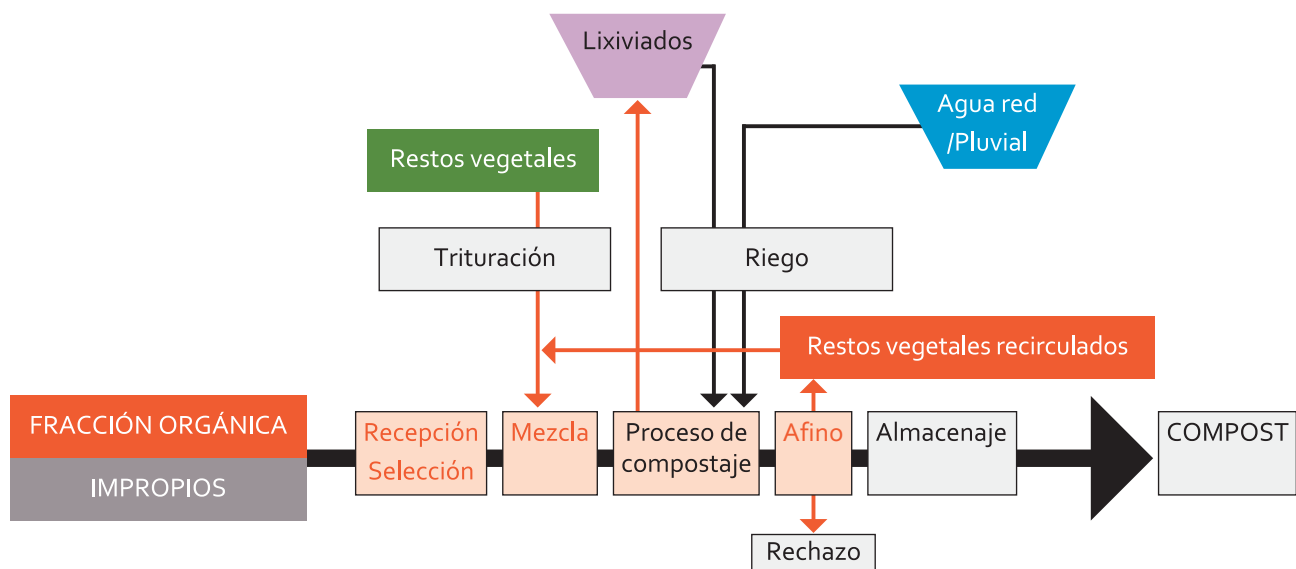 Lixiviados
Agua red
/Pluvial
Restos vegetales
Trituración
Riego
Restos vegetales recirculados
FRACCIÓN ORGÁNICA
IMPROPIOS
Recepción
Selección
Mezcla
Proceso de
compostaje
Afino
Almacenaje
COMPOST
Rechazo